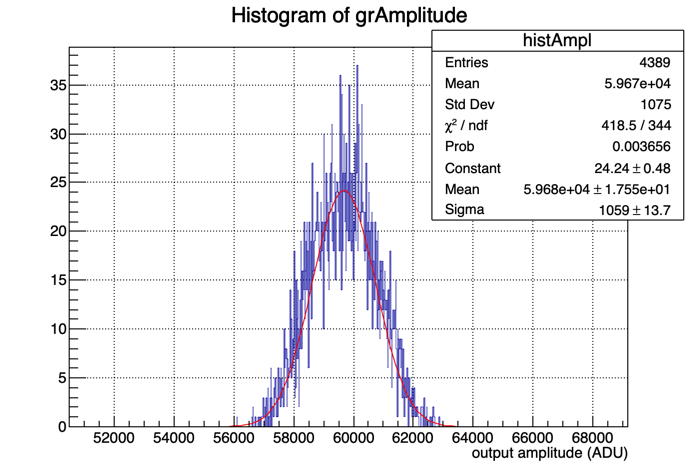 Histogram of grAmplitude
histAmpl
Entries 4389
Mean 5.967e+04
Std Dev 1075
χ² / ndf 418.5 / 344
Prob 0.003656
Constant 24.24 ± 0.48
Mean 5.968e+04 ± 1.755e+01
Sigma 1059 ± 13.7
35
30
25
20
15
10
5
0
52000 54000 56000 58000 60000 62000 64000 66000 68000
output amplitude (ADU)